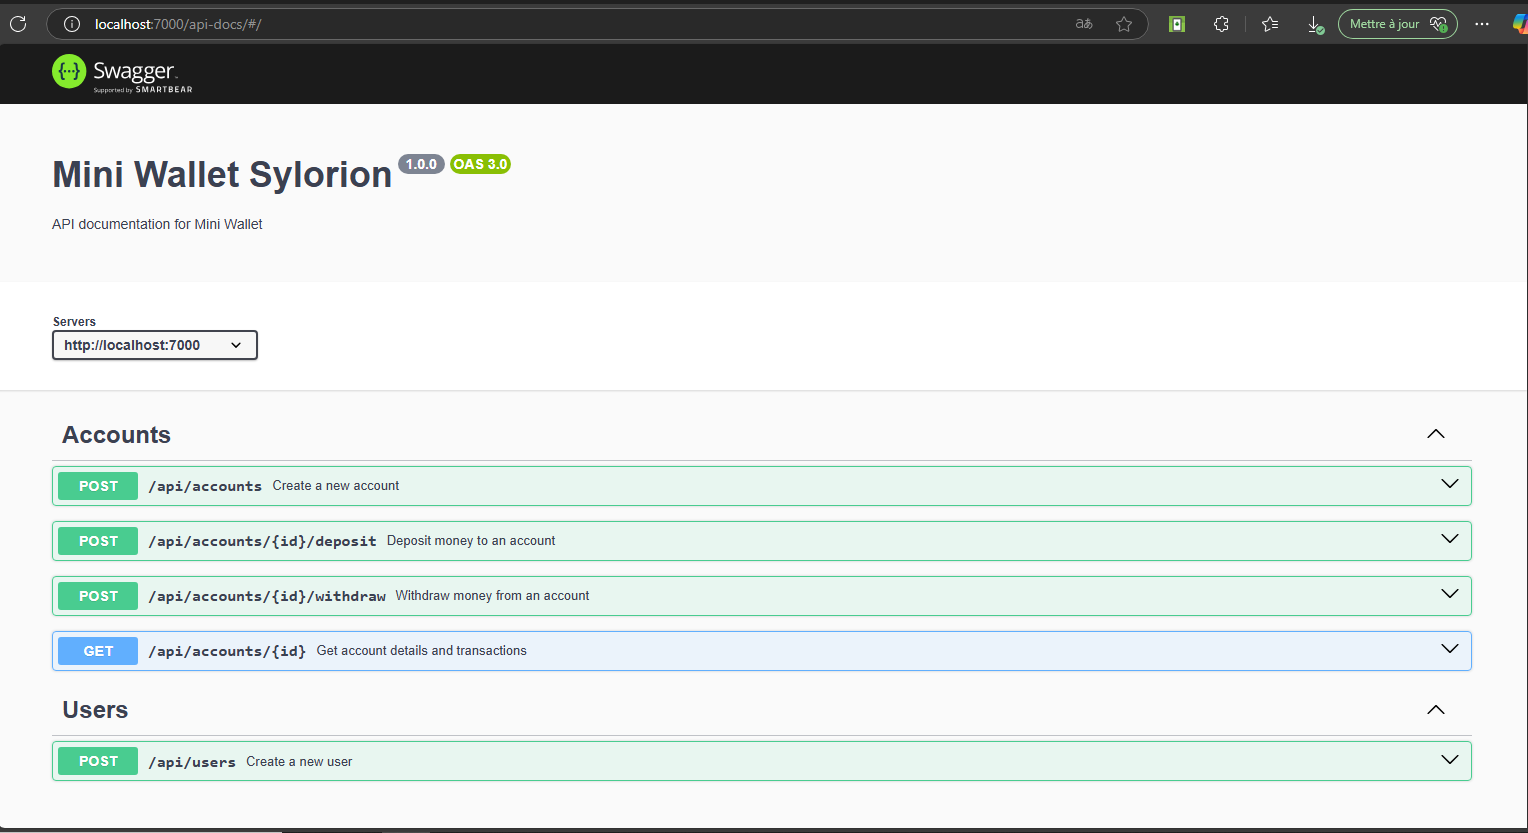 localhost:7000/api-docs/#/
aあ
Mettre à jour
{···} Swagger.
Supported by SMARTBEAR
Mini Wallet Sylorion 1.0.0 OAS 3.0
API documentation for Mini Wallet
Servers
http://localhost:7000
Accounts
POST /api/accounts Create a new account
POST /api/accounts/{id}/deposit Deposit money to an account
POST /api/accounts/{id}/withdraw Withdraw money from an account
GET /api/accounts/{id} Get account details and transactions
Users
POST /api/users Create a new user